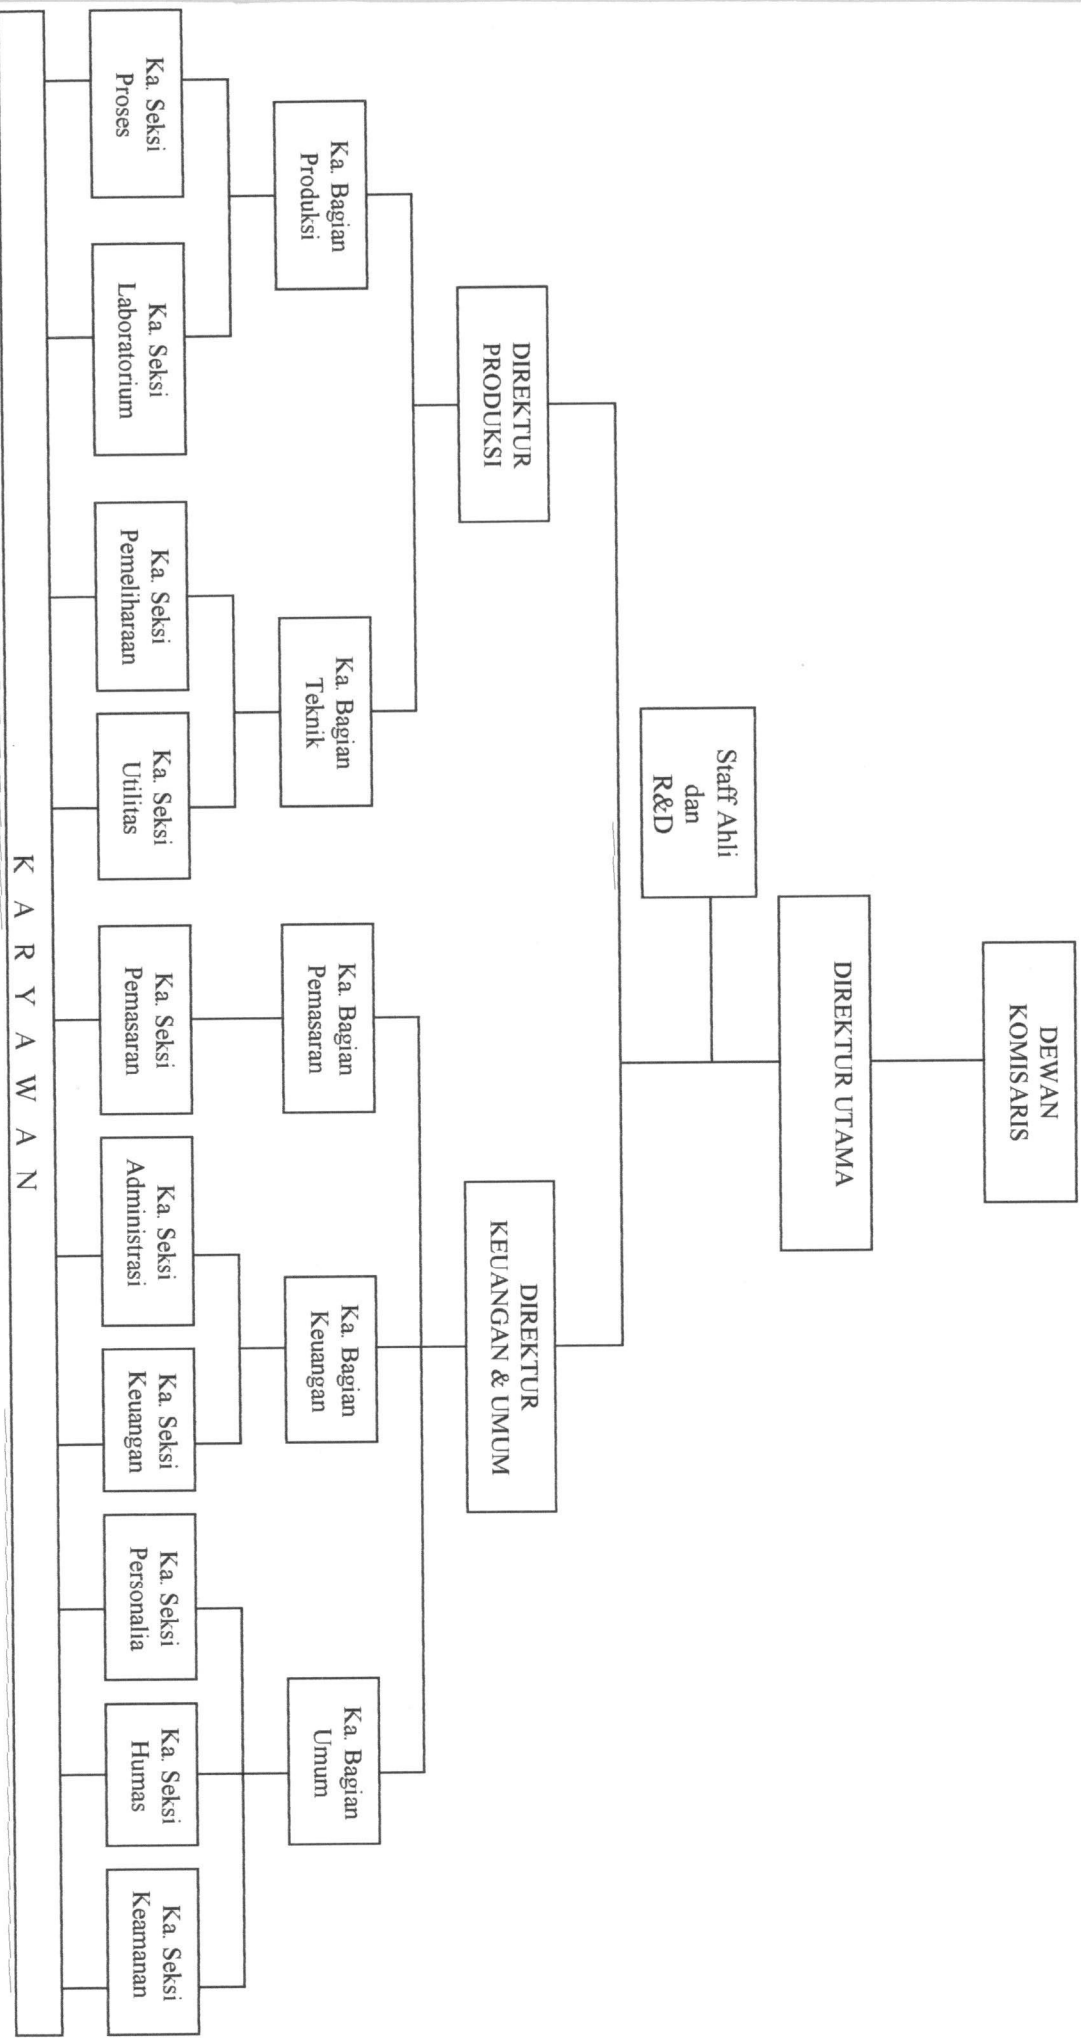 DEWAN
KOMISARIS
DIREKTUR UTAMA
Staff Ahli
dan
R&D
DIREKTUR
PRODUKSI
DIREKTUR
KEUANGAN & UMUM
Ka. Bagian
Produksi
Ka. Bagian
Teknik
Ka. Bagian
Pemasaran
Ka. Bagian
Keuangan
Ka. Bagian
Umum
Ka. Seksi
Proses
Ka. Seksi
Laboratorium
Ka. Seksi
Pemeliharaan
Ka. Seksi
Utilitas
Ka. Seksi
Pemasaran
Ka. Seksi
Administrasi
Ka. Seksi
Keuangan
Ka. Seksi
Personalia
Ka. Seksi
Humas
Ka. Seksi
Keamanan
K A R Y A W A N